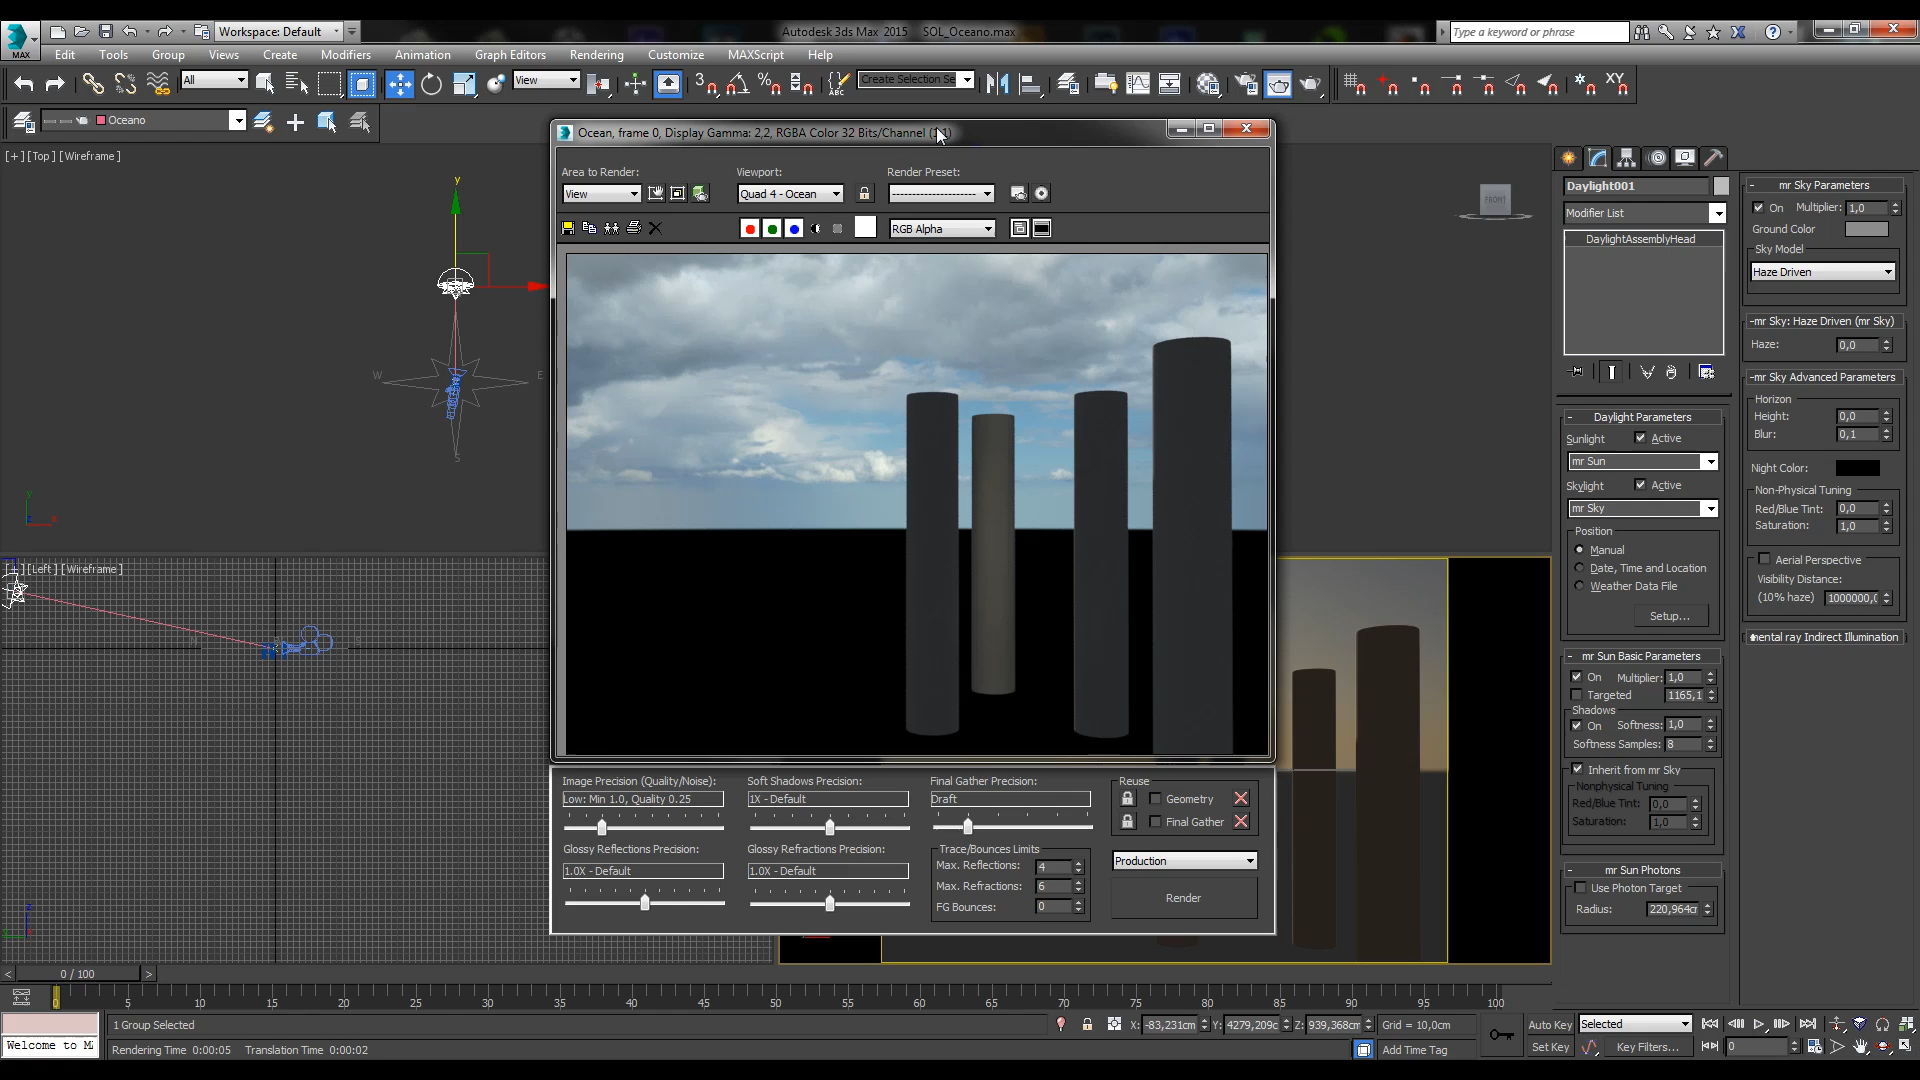 MAX
Workspace: Default
Autodesk 3ds Max 2015 SOL_Oceano.max
Type a keyword or phrase
Edit Tools Group Views Create Modifiers Animation Graph Editors Rendering Customize MAXScript Help
All
View
3
%
ABC
Create Selection Se
XY
Oceano
[+] [Top] [Wireframe]
y
W
E
S
FRONT
Ocean, frame 0, Display Gamma: 2,2, RGBA Color 32 Bits/Channel (1:1)
Area to Render:
Viewport:
Render Preset:
View
Quad 4 - Ocean
--------------------
RGB Alpha
[+] [Left] [Wireframe]
Daylight001
Modifier List
DaylightAssemblyHead
- Daylight Parameters
Sunlight Active
mr Sun
Skylight Active
mr Sky
Position
Manual
Date, Time and Location
Weather Data File
Setup...
- mr Sun Basic Parameters
On Multiplier: 1,0
Targeted 1165,1
Shadows
On Softness: 1,0
Softness Samples: 8
Inherit from mr Sky
Nonphysical Tuning
Red/Blue Tint: 0,0
Saturation: 1,0
- mr Sun Photons
Use Photon Target
Radius: 220,964cr
- mr Sky Parameters
On Multiplier: 1,0
Ground Color
Sky Model
Haze Driven
-mr Sky: Haze Driven (mr Sky)
Haze: 0,0
-mr Sky Advanced Parameters
Horizon
Height: 0,0
Blur: 0,1
Night Color:
Non-Physical Tuning
Red/Blue Tint: 0,0
Saturation: 1,0
Aerial Perspective
Visibility Distance:
(10% haze) 1000000,0
mental ray Indirect Illumination
Image Precision (Quality/Noise):
Low: Min 1.0, Quality 0.25
Soft Shadows Precision:
1X - Default
Final Gather Precision:
Draft
Reuse
Geometry
Final Gather
Glossy Reflections Precision:
1.0X - Default
Glossy Refractions Precision:
1.0X - Default
Trace/Bounces Limits
Max. Reflections: 4
Max. Refractions: 6
FG Bounces: 0
Production
Render
< 0 / 100 >
0 5 10 15 20 25 30 35 40 45 50 55 60 65 70 75 80 85 90 95 100
1 Group Selected
X: -83,231cm Y: 4279,209c Z: 939,368cm Grid = 10,0cm
Auto Key Selected
Welcome to M
Rendering Time 0:00:05 Translation Time 0:00:02
Add Time Tag
Set Key Key Filters... 0